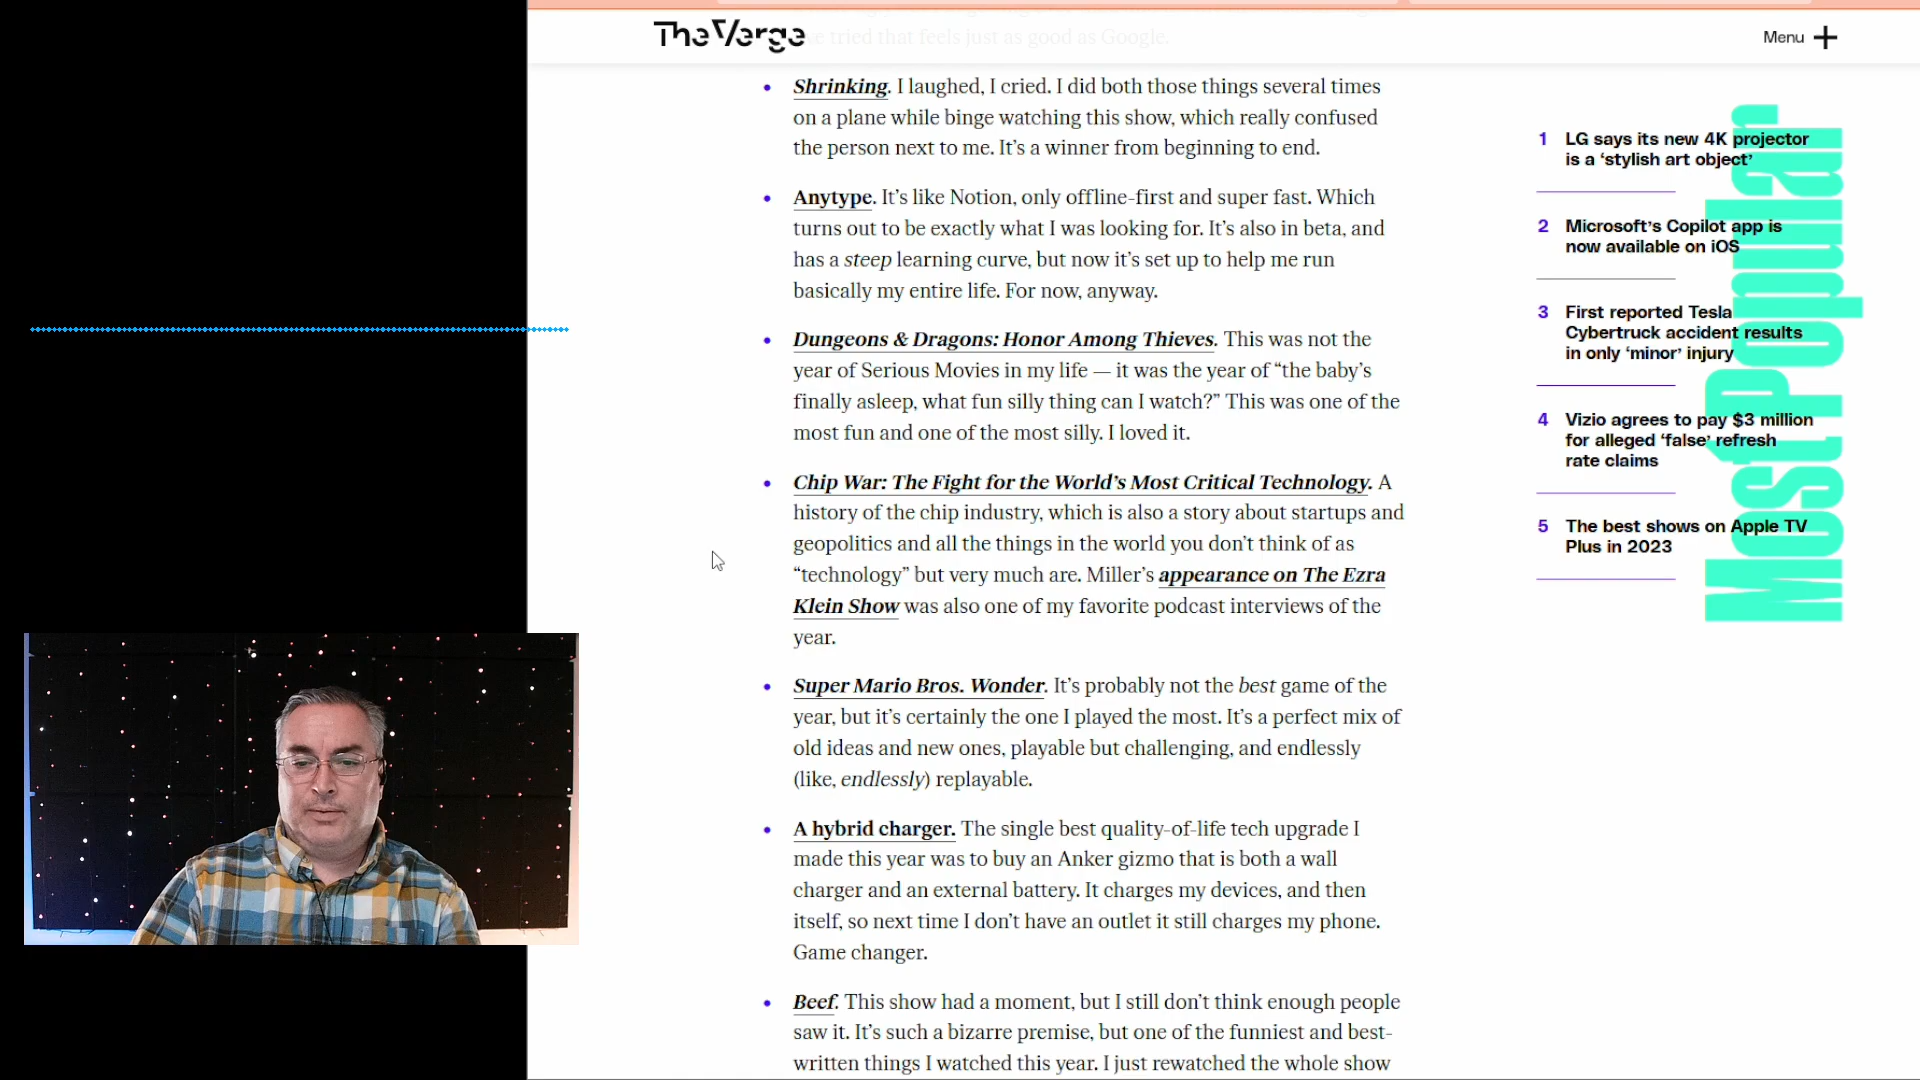 The Verge
e tried that feels just as good as Google.
Menu
Shrinking. I laughed, I cried. I did both those things several times
on a plane while binge watching this show, which really confused
the person next to me. It’s a winner from beginning to end.
Anytype. It’s like Notion, only offline-first and super fast. Which
turns out to be exactly what I was looking for. It’s also in beta, and
has a steep learning curve, but now it’s set up to help me run
basically my entire life. For now, anyway.
Dungeons & Dragons: Honor Among Thieves. This was not the
year of Serious Movies in my life — it was the year of “the baby’s
finally asleep, what fun silly thing can I watch?” This was one of the
most fun and one of the most silly. I loved it.
Chip War: The Fight for the World’s Most Critical Technology. A
history of the chip industry, which is also a story about startups and
geopolitics and all the things in the world you don’t think of as
“technology” but very much are. Miller’s appearance on The Ezra
Klein Show was also one of my favorite podcast interviews of the
year.
Super Mario Bros. Wonder. It’s probably not the best game of the
year, but it’s certainly the one I played the most. It’s a perfect mix of
old ideas and new ones, playable but challenging, and endlessly
(like, endlessly) replayable.
A hybrid charger. The single best quality-of-life tech upgrade I
made this year was to buy an Anker gizmo that is both a wall
charger and an external battery. It charges my devices, and then
itself, so next time I don’t have an outlet it still charges my phone.
Game changer.
Beef. This show had a moment, but I still don’t think enough people
saw it. It’s such a bizarre premise, but one of the funniest and best-
written things I watched this year. I just rewatched the whole show
Most Popular
1 LG says its new 4K projector
is a ‘stylish art object’
2 Microsoft’s Copilot app is
now available on iOS
3 First reported Tesla
Cybertruck accident results
in only ‘minor’ injury
4 Vizio agrees to pay $3 million
for alleged ‘false’ refresh
rate claims
5 The best shows on Apple TV
Plus in 2023